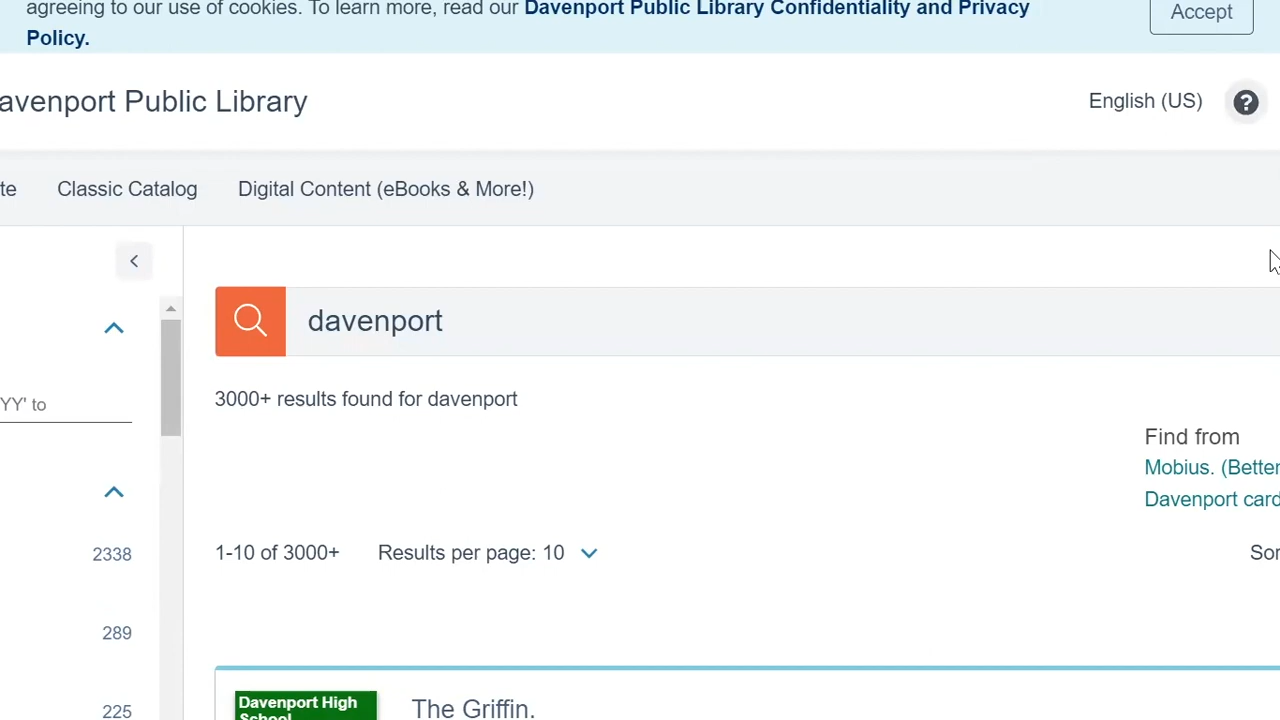 agreeing to our use of cookies. To learn more, read our Davenport Public Library Confidentiality and Privacy
Policy.
Accept
avenport Public Library
English (US)
?
te
Classic Catalog
Digital Content (eBooks & More!)
davenport
3000+ results found for davenport
YY' to
Find from
Mobius. (Better
Davenport card
1-10 of 3000+
Results per page: 10
Sor
2338
289
225
Davenport High
School
The Griffin.